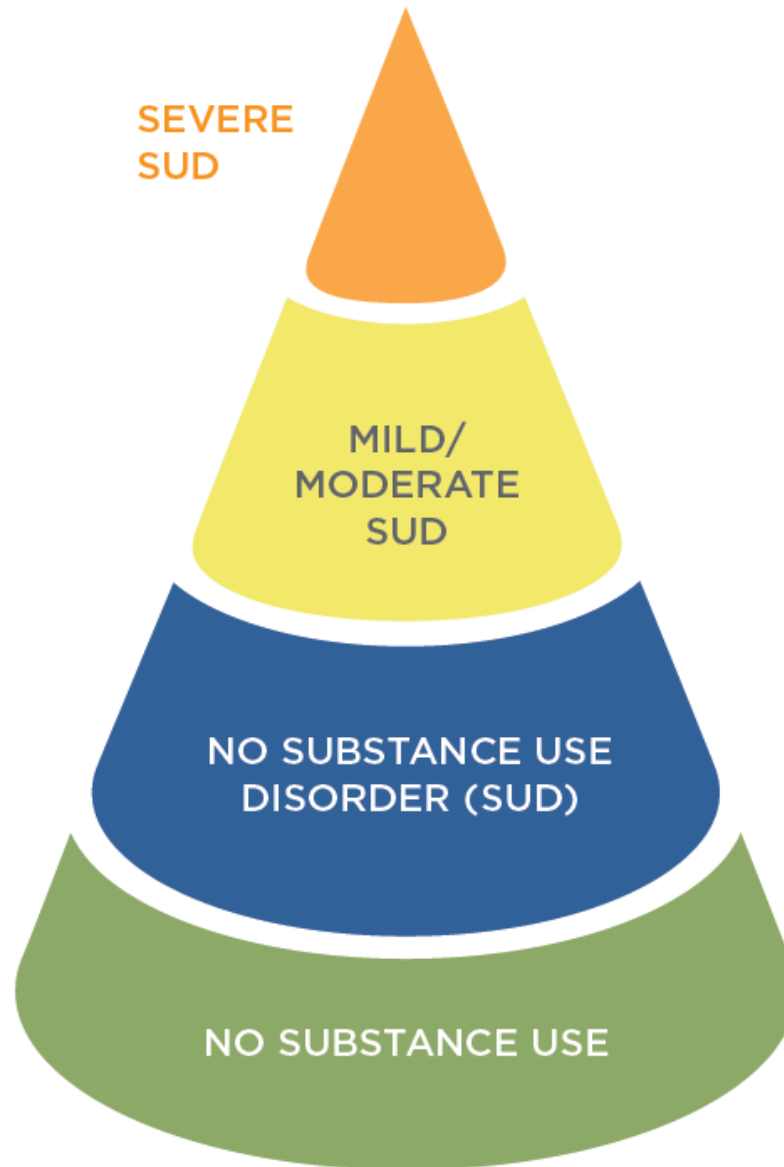 SEVERE
SUD
MILD/
MODERATE
SUD
NO SUBSTANCE USE
DISORDER (SUD)
NO SUBSTANCE USE